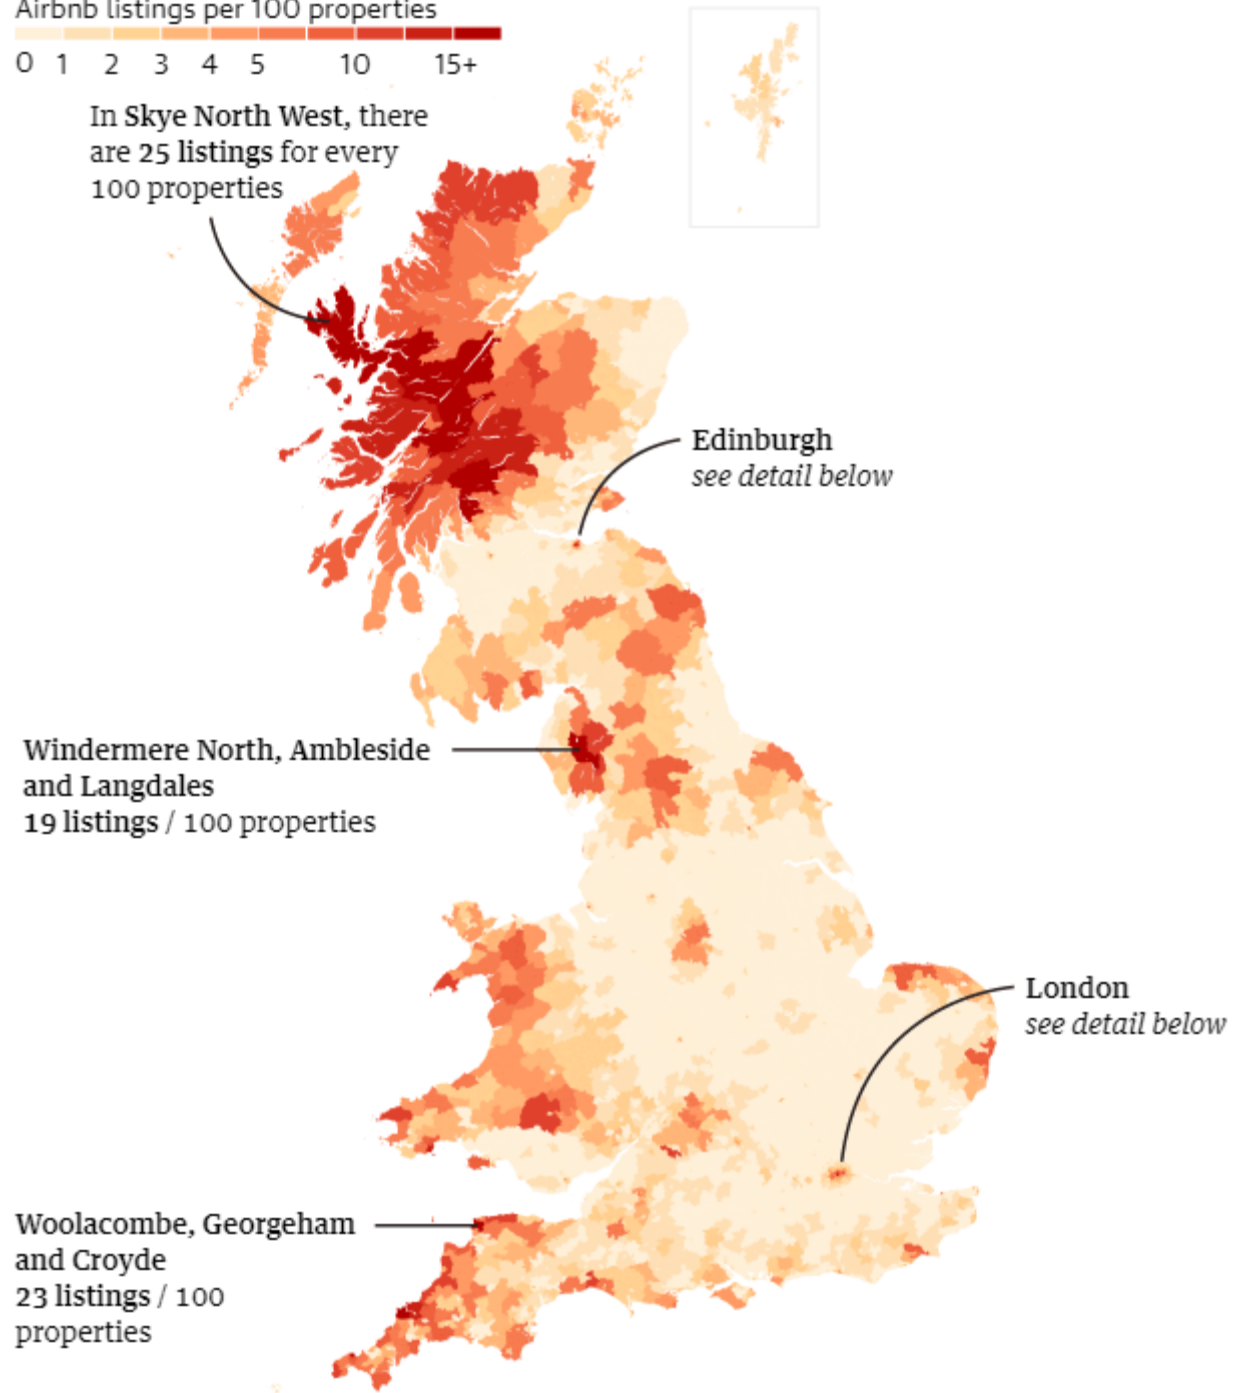 Airbnb listings per 100 properties
0 1 2 3 4 5 10 15+
In Skye North West, there
are 25 listings for every
100 properties
Edinburgh
see detail below
Windermere North, Ambleside
and Langdales
19 listings / 100 properties
London
see detail below
Woolacombe, Georgeham
and Croyde
23 listings / 100
properties